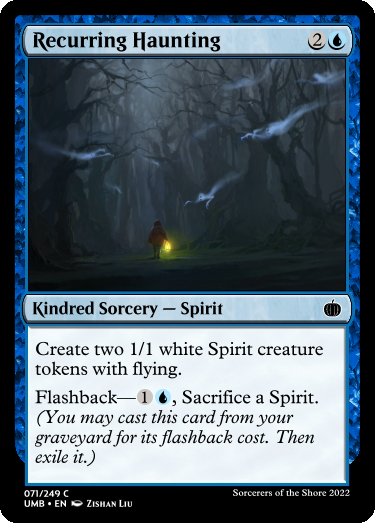 Recurring Haunting 2
Kindred Sorcery — Spirit
Create two 1/1 white Spirit creature
tokens with flying.
Flashback—1, Sacrifice a Spirit.
(You may cast this card from your
graveyard for its flashback cost. Then
exile it.)
071/249 C
UMB • EN Zishan Liu
Sorcerers of the Shore 2022